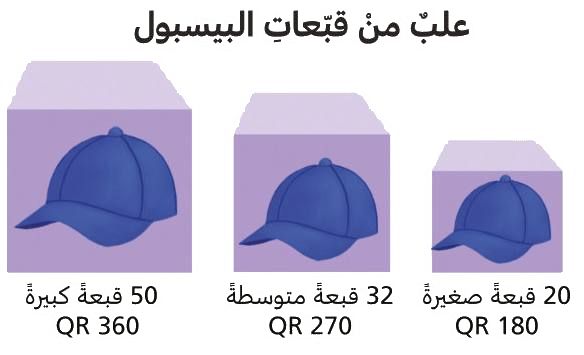 علبٌ منْ قبّعاتِ البيسبول
20 قبعةً صغيرةً
QR 180
32 قبعةً متوسطةً
QR 270
50 قبعةً كبيرةً
QR 360